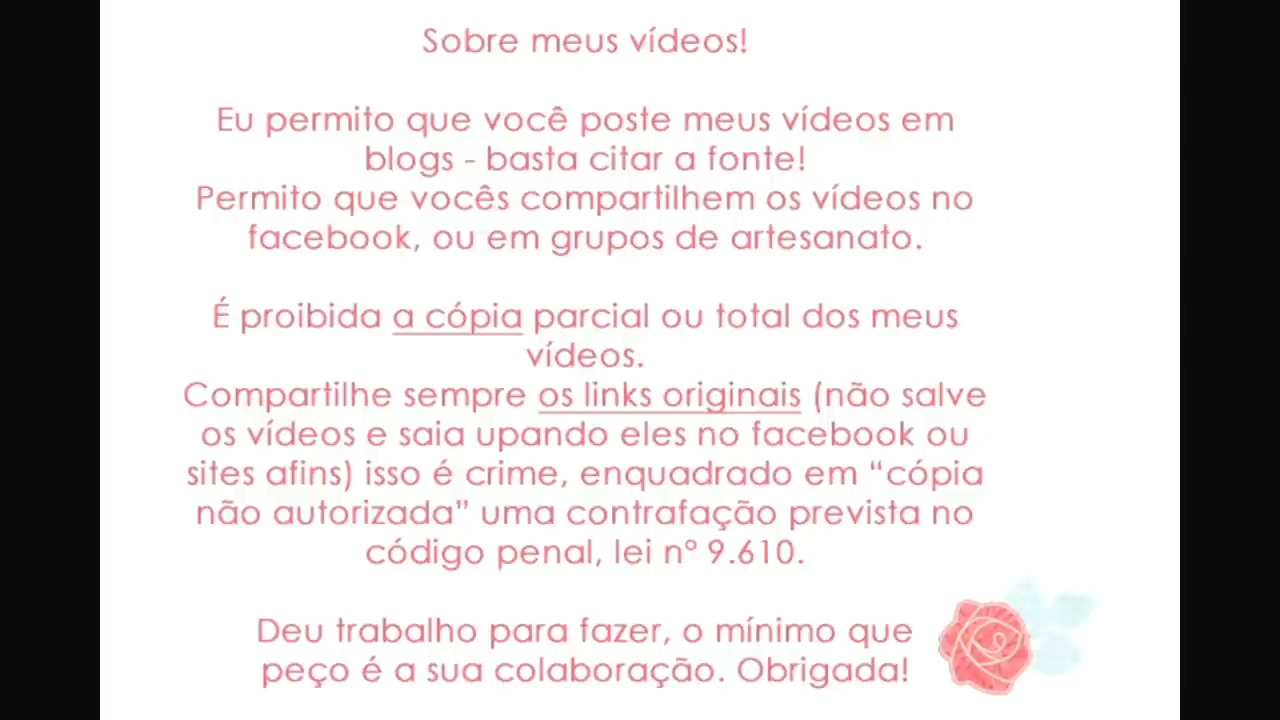 Sobre meus vídeos!
Eu permito que você poste meus vídeos em
blogs - basta citar a fonte!
Permito que vocês compartilhem os vídeos no
facebook, ou em grupos de artesanato.
É proibida a cópia parcial ou total dos meus
vídeos.
Compartilhe sempre os links originais (não salve
os vídeos e saia upando eles no facebook ou
sites afins) isso é crime, enquadrado em “cópia
não autorizada” uma contrafação prevista no
código penal, lei nº 9.610.
Deu trabalho para fazer, o mínimo que
peço é a sua colaboração. Obrigada!